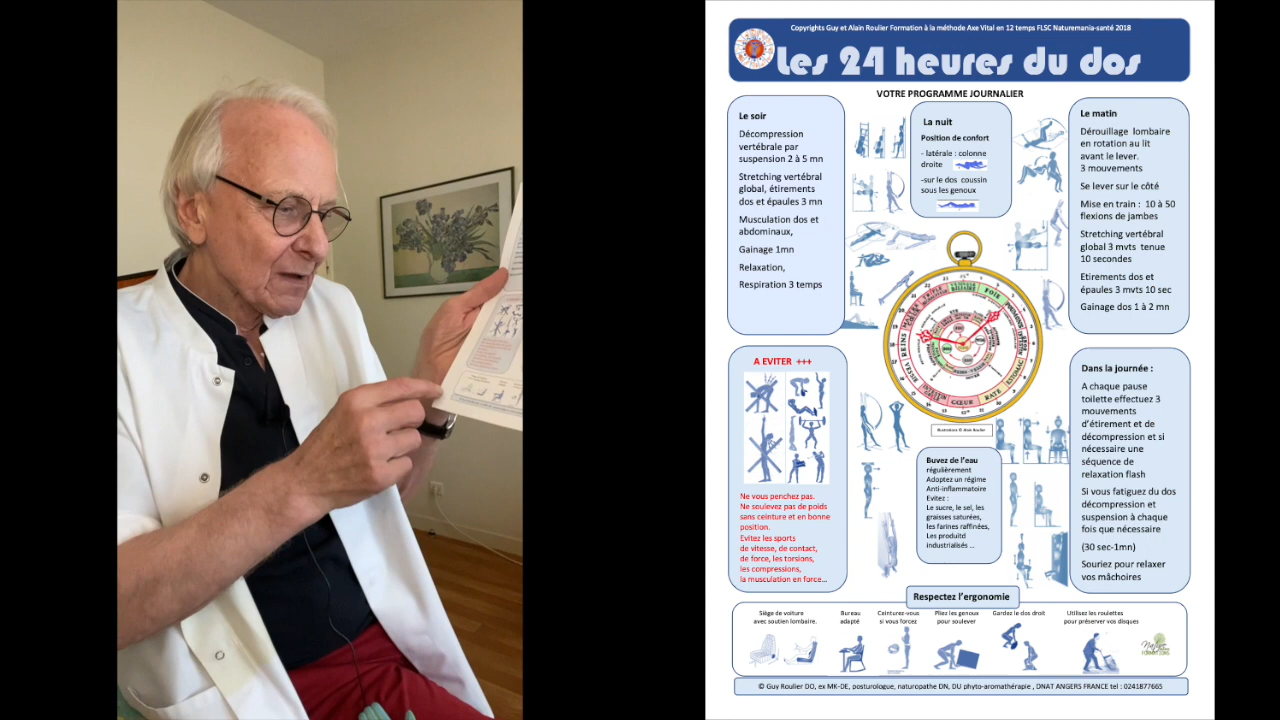 Copyrights Guy et Alain Roulier Formation à la méthode Axe Vital en 12 temps FLSC Naturemania-santé 2018
Les 24 heures du dos
VOTRE PROGRAMME JOURNALIER
Le soir
Décompression
vertébrale par
suspension 2 à 5 mn
Stretching vertébral
global, étirements
dos et épaules 3 mn
Musculation dos et
abdominaux,
Gainage 1mn
Relaxation,
Respiration 3 temps
La nuit
Position de confort
- latérale : colonne
droite
-sur le dos coussin
sous les genoux
Le matin
Dérouillage lombaire
en rotation au lit
avant le lever.
3 mouvements
Se lever sur le côté
Mise en train : 10 à 50
flexions de jambes
Stretching vertébral
global 3 mvts tenue
10 secondes
Etirements dos et
épaules 3 mvts 10 sec
Gainage dos 1 à 2 mn
FOIE
REINS
ESTOMAC
RATE
CŒUR
VESSIE
Illustrations © Alain Roulier
A EVITER +++
Ne vous penchez pas.
Ne soulevez pas de poids
sans ceinture et en bonne
position.
Evitez les sports
de vitesse, de contact,
de force, les torsions,
les compressions,
la musculation en force...
Buvez de l'eau
régulièrement
Adoptez un régime
Anti-inflammatoire
Evitez :
Le sucre, le sel, les
graisses saturées,
les farines raffinées,
Les produitd
industrialisés ...
Dans la journée :
A chaque pause
toilette effectuez 3
mouvements
d'étirement et de
décompression et si
nécessaire une
séquence de
relaxation flash
Si vous fatiguez du dos
décompression et
suspension à chaque
fois que nécessaire
(30 sec-1mn)
Souriez pour relaxer
vos mâchoires
Respectez l'ergonomie
Siège de voiture
avec soutien lombaire.
Bureau
adapté
Ceinturez-vous
si vous forcez
Pliez les genoux
pour soulever
Gardez le dos droit
Utilisez les roulettes
pour préserver vos disques
© Guy Roulier DO, ex MK-DE, posturologue, naturopathe DN, DU phyto-aromathérapie , DNAT ANGERS FRANCE tel : 0241877665